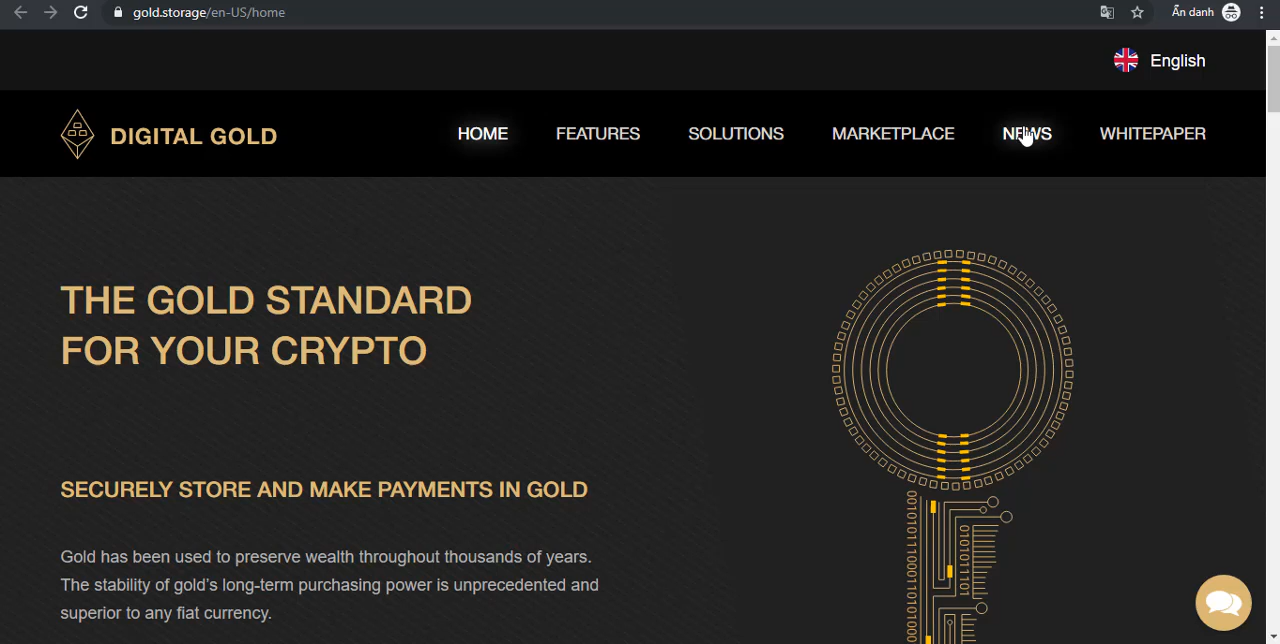 gold.storage/en-US/home
Ẩn danh
English
DIGITAL GOLD
HOME
FEATURES
SOLUTIONS
MARKETPLACE
NEWS
WHITEPAPER
THE GOLD STANDARD
FOR YOUR CRYPTO
SECURELY STORE AND MAKE PAYMENTS IN GOLD
Gold has been used to preserve wealth throughout thousands of years.
The stability of gold’s long-term purchasing power is unprecedented and
superior to any fiat currency.